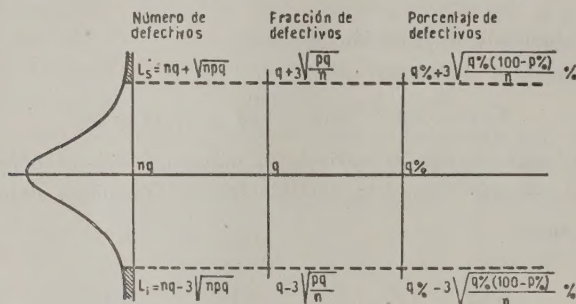 Número de defectivos
Fracción de defectivos
Porcentaje de defectivos
Ls = nq + √npq
q + 3 √pq/n
q% + 3 √q%(100-p%)/n %
nq
q
q%
Li = nq - 3 √npq
q - 3 √pq/n
q% - 3 √q%(100-p%)/n %